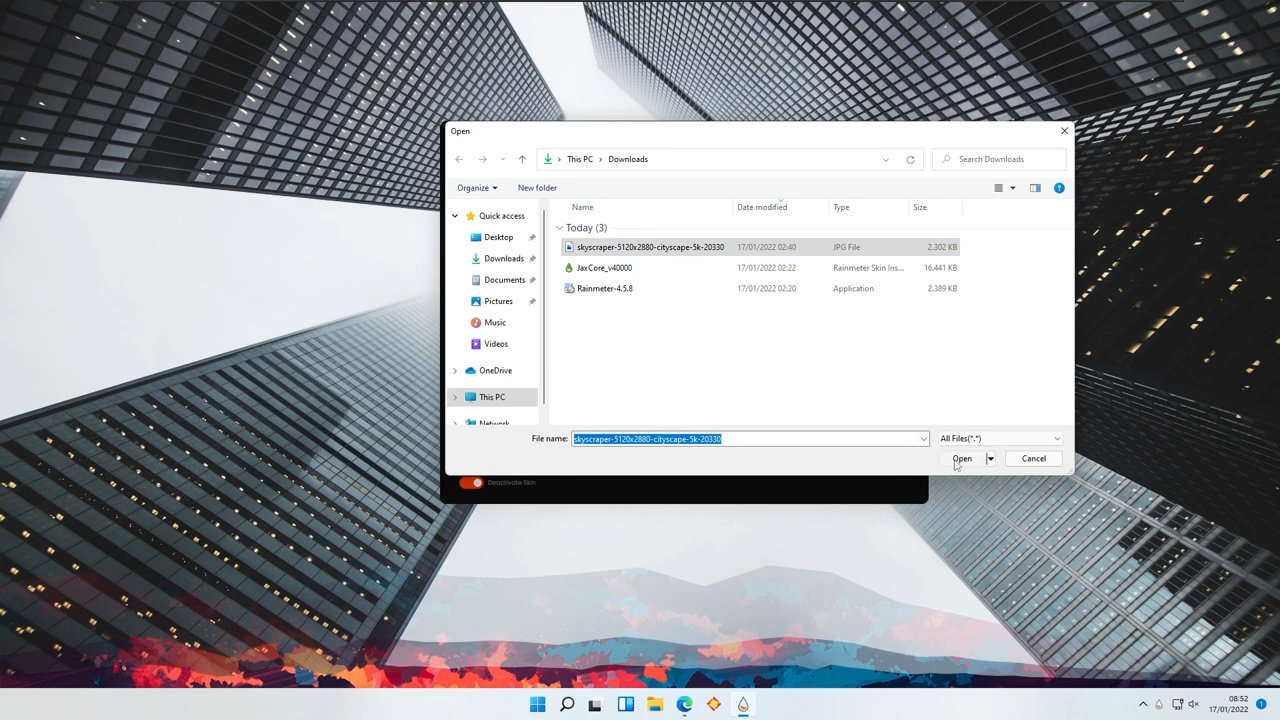 Open
This PC > Downloads
Search Downloads
Organize
New folder
Name
Date modified
Type
Size
Quick access
Desktop
Downloads
Documents
Pictures
Music
Videos
OneDrive
This PC
Network
Today (3)
skyscraper-5120x2880-cityscape-5k-20330 17/01/2022 02:40 JPG File 2.302 KB
JaxCore_v40000 17/01/2022 02:22 Rainmeter Skin Ins... 16.441 KB
Rainmeter-4.5.8 17/01/2022 02:20 Application 2.389 KB
File name: skyscraper-5120x2880-cityscape-5k-20330
All Files(*.*)
Open
Cancel
Deactivate Skin
08:52
17/01/2022
1